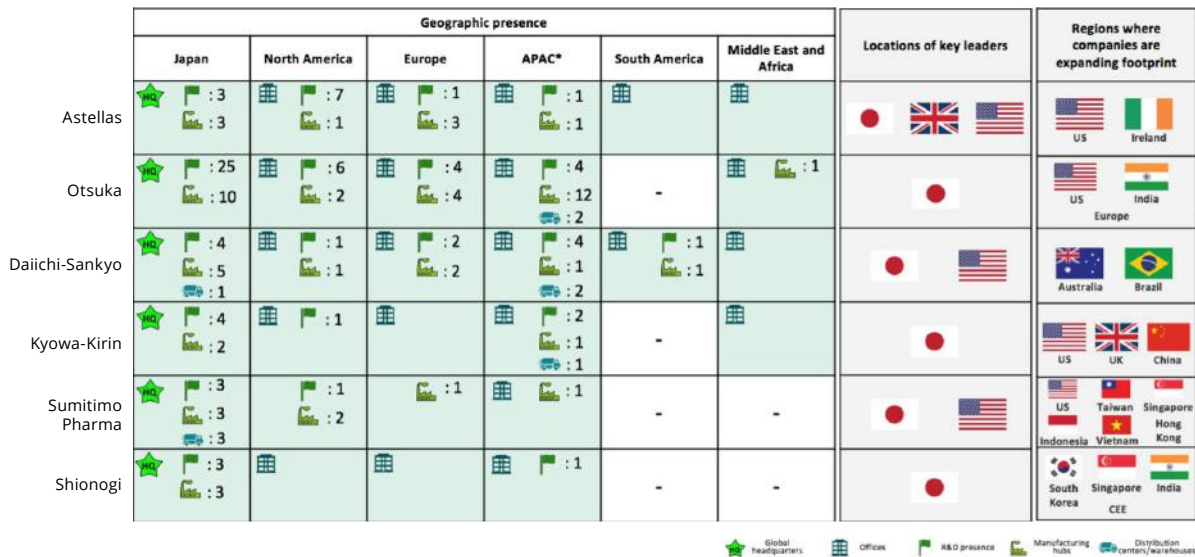 Geographic presence
Japan
North America
Europe
APAC*
South America
Middle East and
Africa
Locations of key leaders
Regions where
companies are
expanding footprint
Astellas
HQ
: 3
: 3
: 7
: 1
: 1
: 3
: 1
: 1
US
Ireland
Otsuka
HQ
: 25
: 10
: 6
: 2
: 4
: 4
: 4
: 12
: 2
-
: 1
US
India
Europe
Daiichi-Sankyo
HQ
: 4
: 5
: 1
: 1
: 1
: 2
: 2
: 4
: 1
: 2
: 1
: 1
Australia
Brazil
Kyowa-Kirin
HQ
: 4
: 2
: 1
: 2
: 1
: 1
-
US
UK
China
Sumitimo
Pharma
HQ
: 3
: 3
: 3
: 1
: 2
: 1
: 1
-
-
US
Taiwan
Singapore
Indonesia
Vietnam
Hong
Kong
Shionogi
HQ
: 3
: 3
: 1
-
-
South
Korea
Singapore
India
CEE
HQ
Global
headquarters
Offices
R&D presence
Manufacturing
hubs
Distribution
centers/warehouses